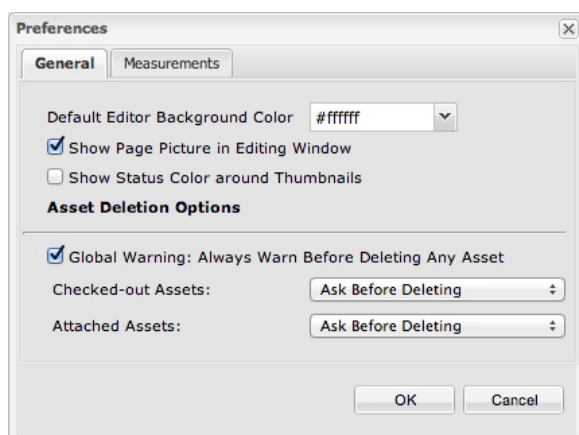 Preferences
General Measurements
Default Editor Background Color #ffffff
Show Page Picture in Editing Window
Show Status Color around Thumbnails
Asset Deletion Options
Global Warning: Always Warn Before Deleting Any Asset
Checked-out Assets: Ask Before Deleting
Attached Assets: Ask Before Deleting
OK Cancel